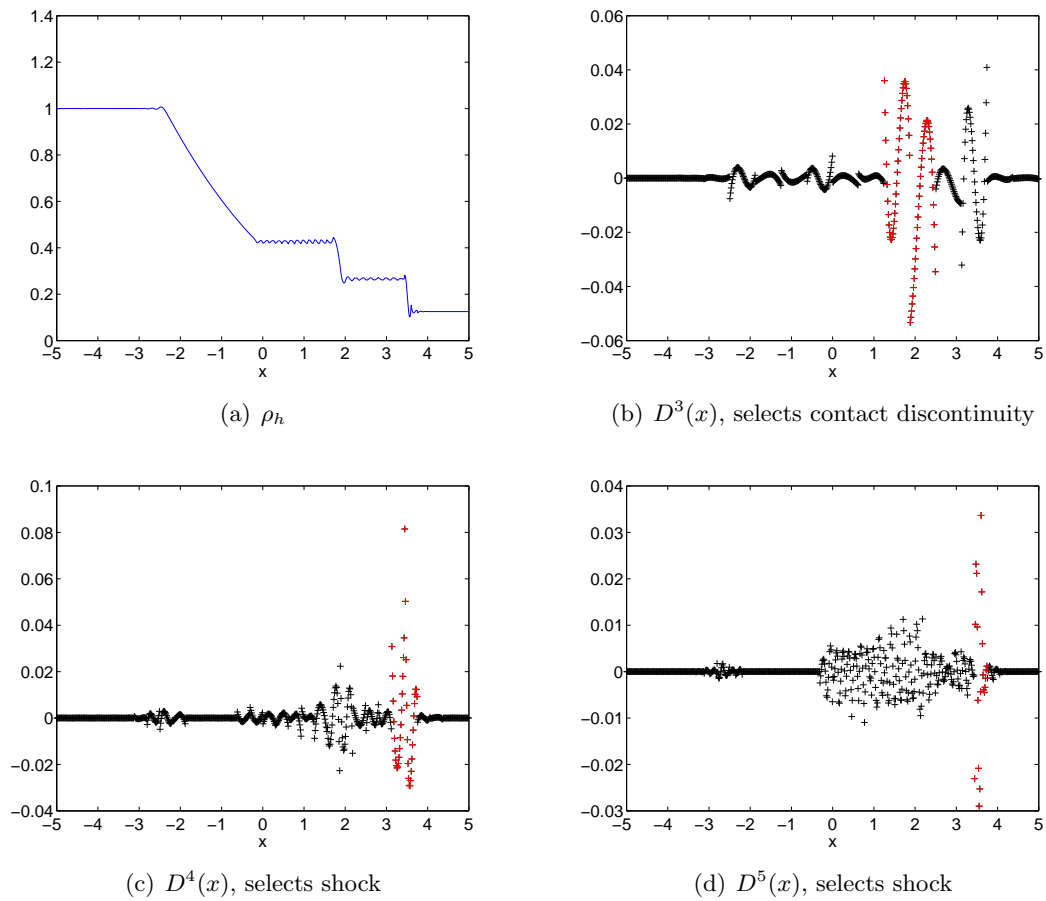 1.4
1.2
1
0.8
0.6
0.4
0.2
0
−5 −4 −3 −2 −1 0 1 2 3 4 5
x
(a) ρh
0.06
0.04
0.02
0
−0.02
−0.04
−0.06
−5 −4 −3 −2 −1 0 1 2 3 4 5
x
(b) D³(x), selects contact discontinuity
0.1
0.08
0.06
0.04
0.02
0
−0.02
−0.04
−5 −4 −3 −2 −1 0 1 2 3 4 5
x
(c) D⁴(x), selects shock
0.04
0.03
0.02
0.01
0
−0.01
−0.02
−0.03
−5 −4 −3 −2 −1 0 1 2 3 4 5
x
(d) D⁵(x), selects shock